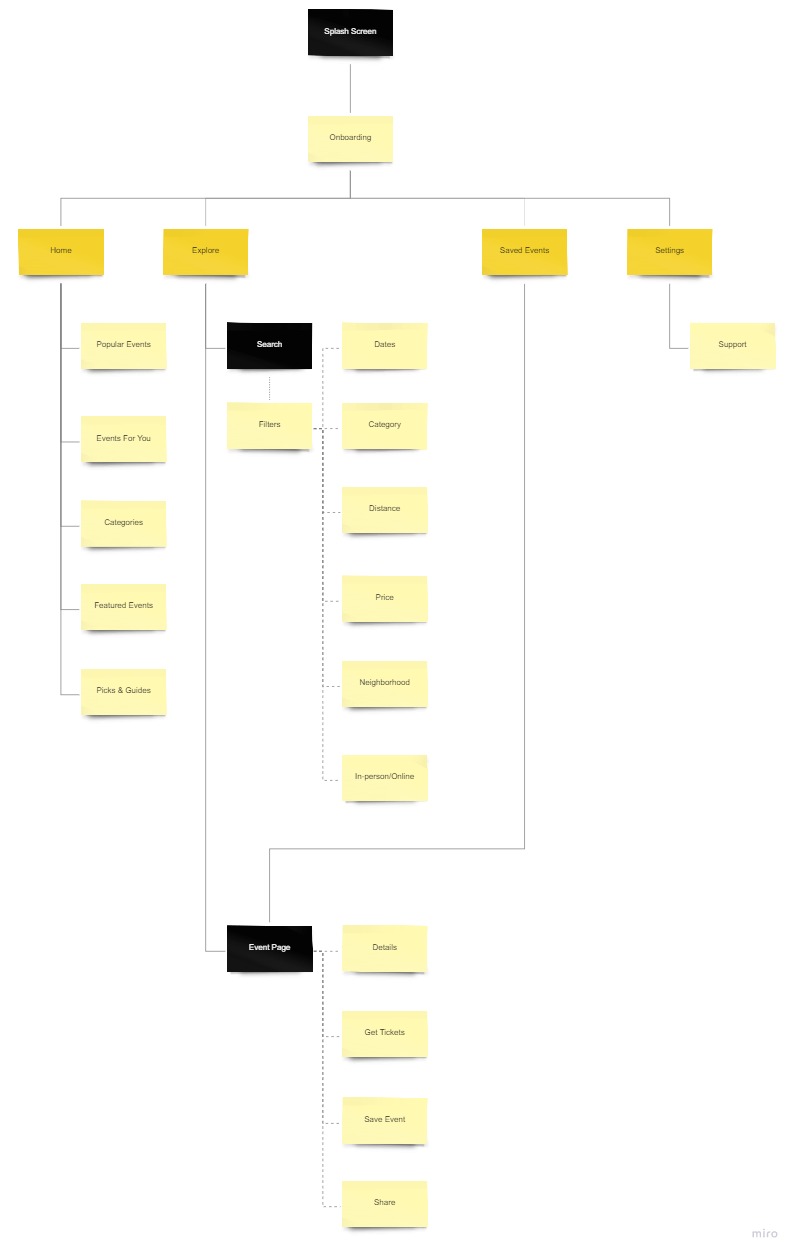 Splash Screen
Onboarding
Home
Explore
Saved Events
Settings
Popular Events
Search
Dates
Support
Events For You
Filters
Category
Categories
Distance
Featured Events
Price
Picks & Guides
Neighborhood
In-person/Online
Event Page
Details
Get Tickets
Save Event
Share
miro